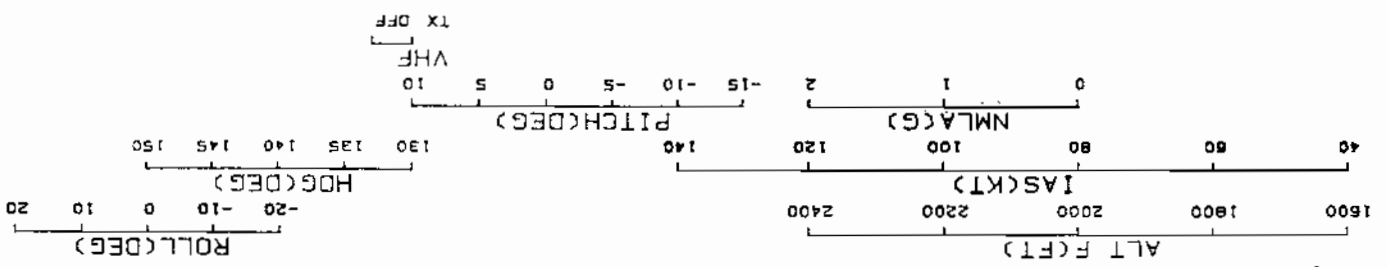 ALT F(FT) ROLL(DEG)
1600 1800 2000 2200 2400 -20 -10 0 10 20
IAS(KT) HDG(DEG)
40 60 80 100 120 140 130 135 140 145 150
NMLA(G) PITCH(DEG)
0 1 2 -15 -10 -5 0 5 10
VHF
TX OFF